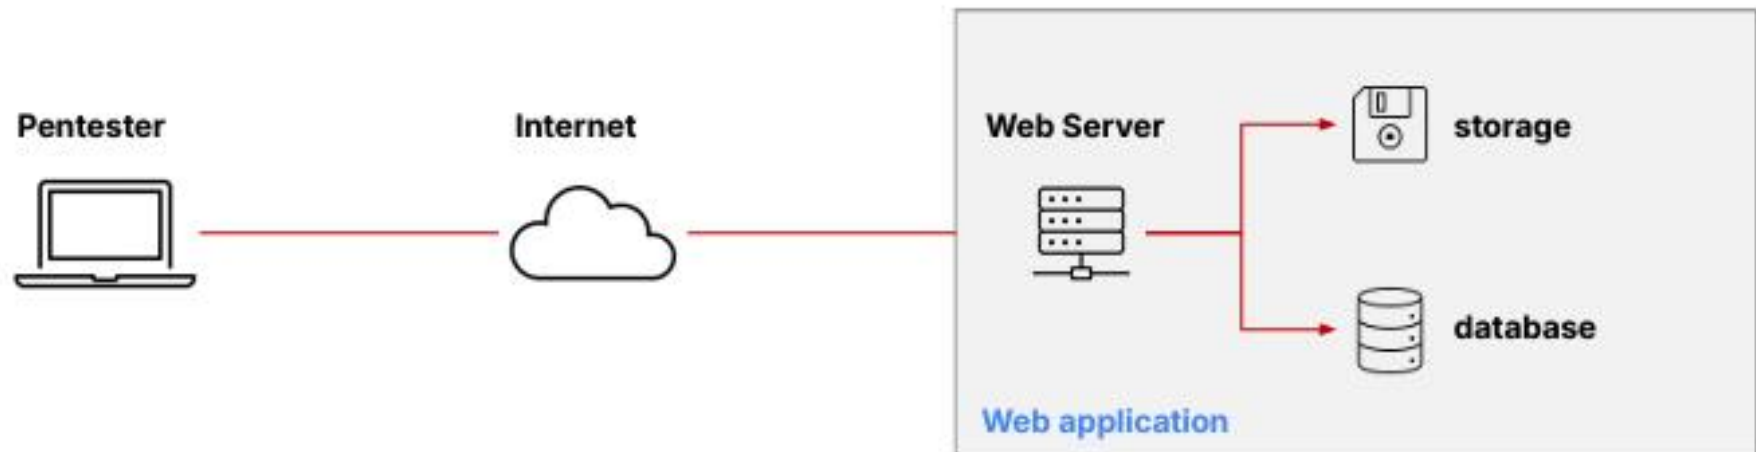 Pentester
Internet
Web Server
storage
database
Web application